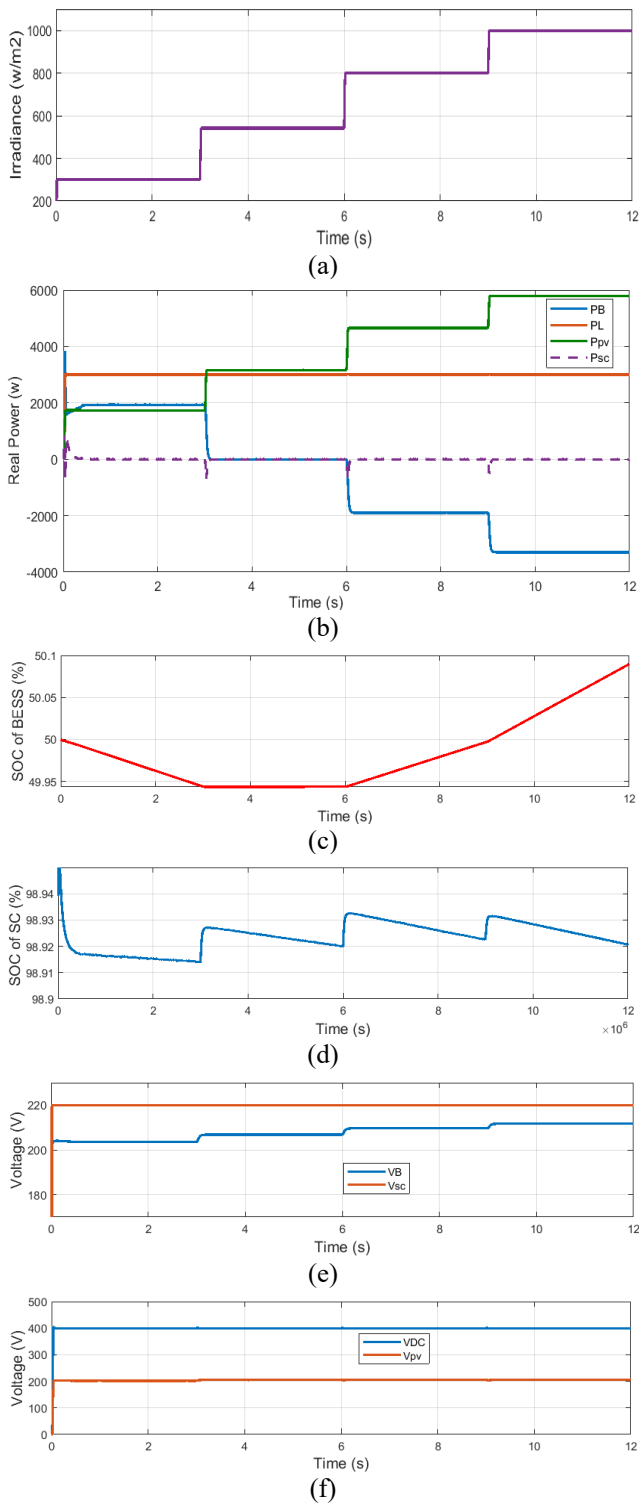 Irradiance (w/m2)
1000
800
600
400
200
0 2 4 6 8 10 12
Time (s)
(a)
Real Power (w)
6000
4000
2000
0
-2000
-4000
PB
PL
Ppv
Psc
0 2 4 6 8 10 12
Time (s)
(b)
SOC of BESS (%)
50.1
50.05
50
49.95
0 2 4 6 8 10 12
Time (s)
(c)
SOC of SC (%)
98.94
98.93
98.92
98.91
98.9
0 2 4 6 8 10 12
Time (s)
×10⁶
(d)
Voltage (V)
220
200
180
VB
Vsc
0 2 4 6 8 10 12
Time (s)
(e)
Voltage (V)
500
400
300
200
100
0
VDC
Vpv
0 2 4 6 8 10 12
Time (s)
(f)